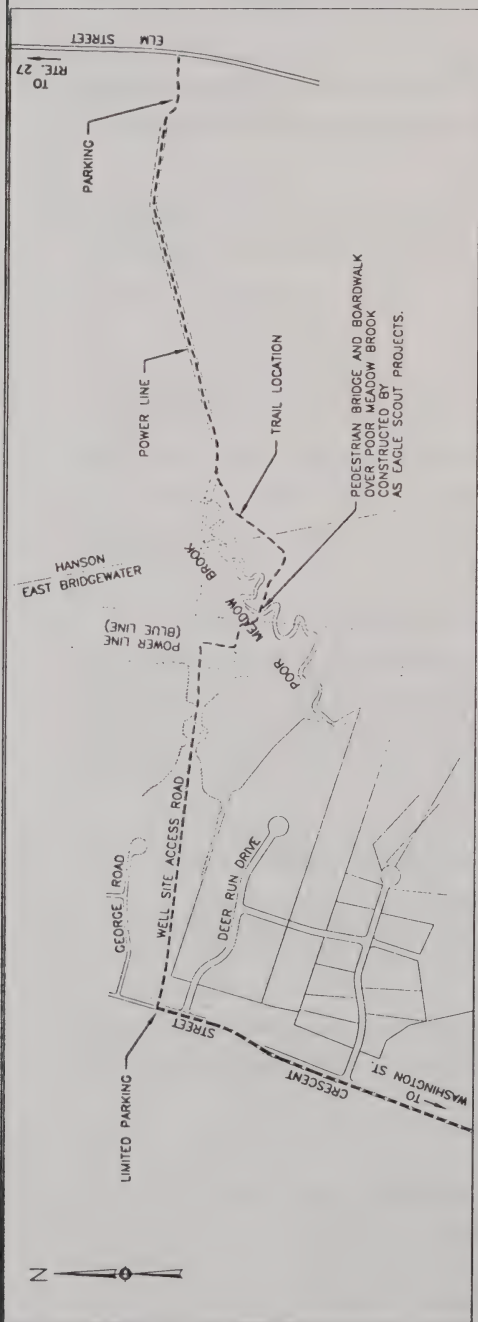 TO
RTE. 27
ELM STREET
PARKING
POWER LINE
TRAIL LOCATION
PEDESTRIAN BRIDGE AND BOARDWALK
OVER POOR MEADOW BROOK
CONSTRUCTED BY
AS EAGLE SCOUT PROJECTS.
HANSON
EAST BRIDGEWATER
POWER LINE
(BLUE LINE)
POOR MEADOW BROOK
GEORGE ROAD
WELL SITE ACCESS ROAD
DEER RUN DRIVE
LIMITED PARKING
CRESCENT STREET
TO
WASHINGTON ST.
N